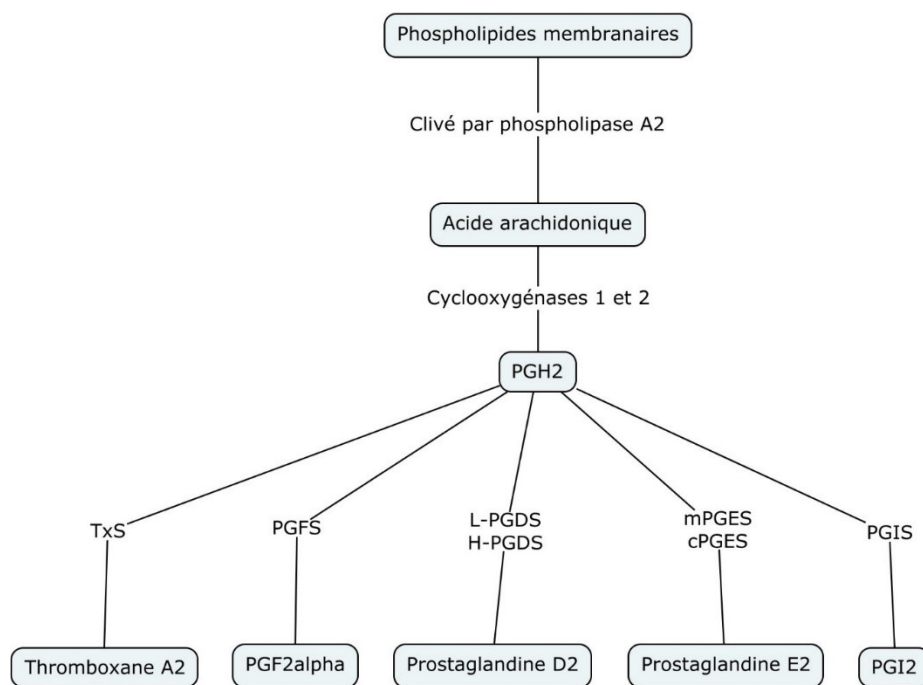 Phospholipides membranaires
Clivé par phospholipase A2
Acide arachidonique
Cyclooxygénases 1 et 2
PGH2
TxS
PGFS
L-PGDS
H-PGDS
mPGES
cPGES
PGIS
Thromboxane A2
PGF2alpha
Prostaglandine D2
Prostaglandine E2
PGI2